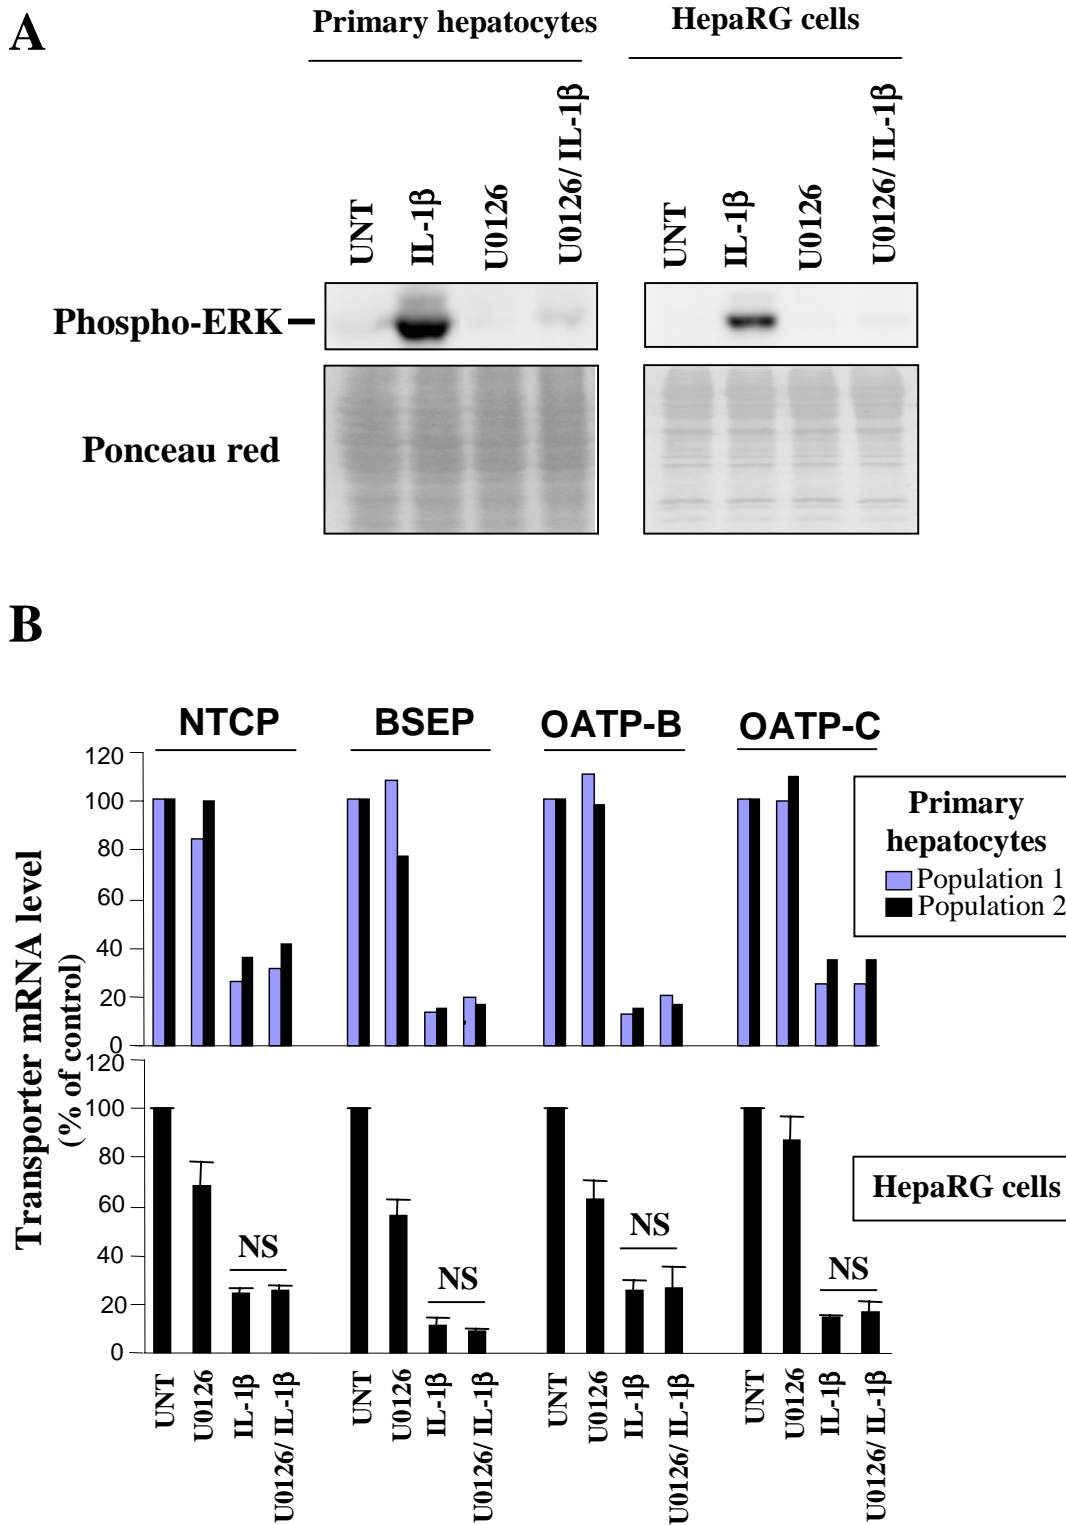 A
Primary hepatocytes
HepaRG cells
UNT
IL-1β
U0126
U0126/ IL-1β
UNT
IL-1β
U0126
U0126/ IL-1β
Phospho-ERK
Ponceau red
B
NTCP
BSEP
OATP-B
OATP-C
Transporter mRNA level
(% of control)
120
100
80
60
40
20
0
Primary
hepatocytes
Population 1
Population 2
120
100
80
60
40
20
0
NS
NS
NS
NS
HepaRG cells
UNT
U0126
IL-1β
U0126/ IL-1β
UNT
U0126
IL-1β
U0126/ IL-1β
UNT
U0126
IL-1β
U0126/ IL-1β
UNT
U0126
IL-1β
U0126/ IL-1β